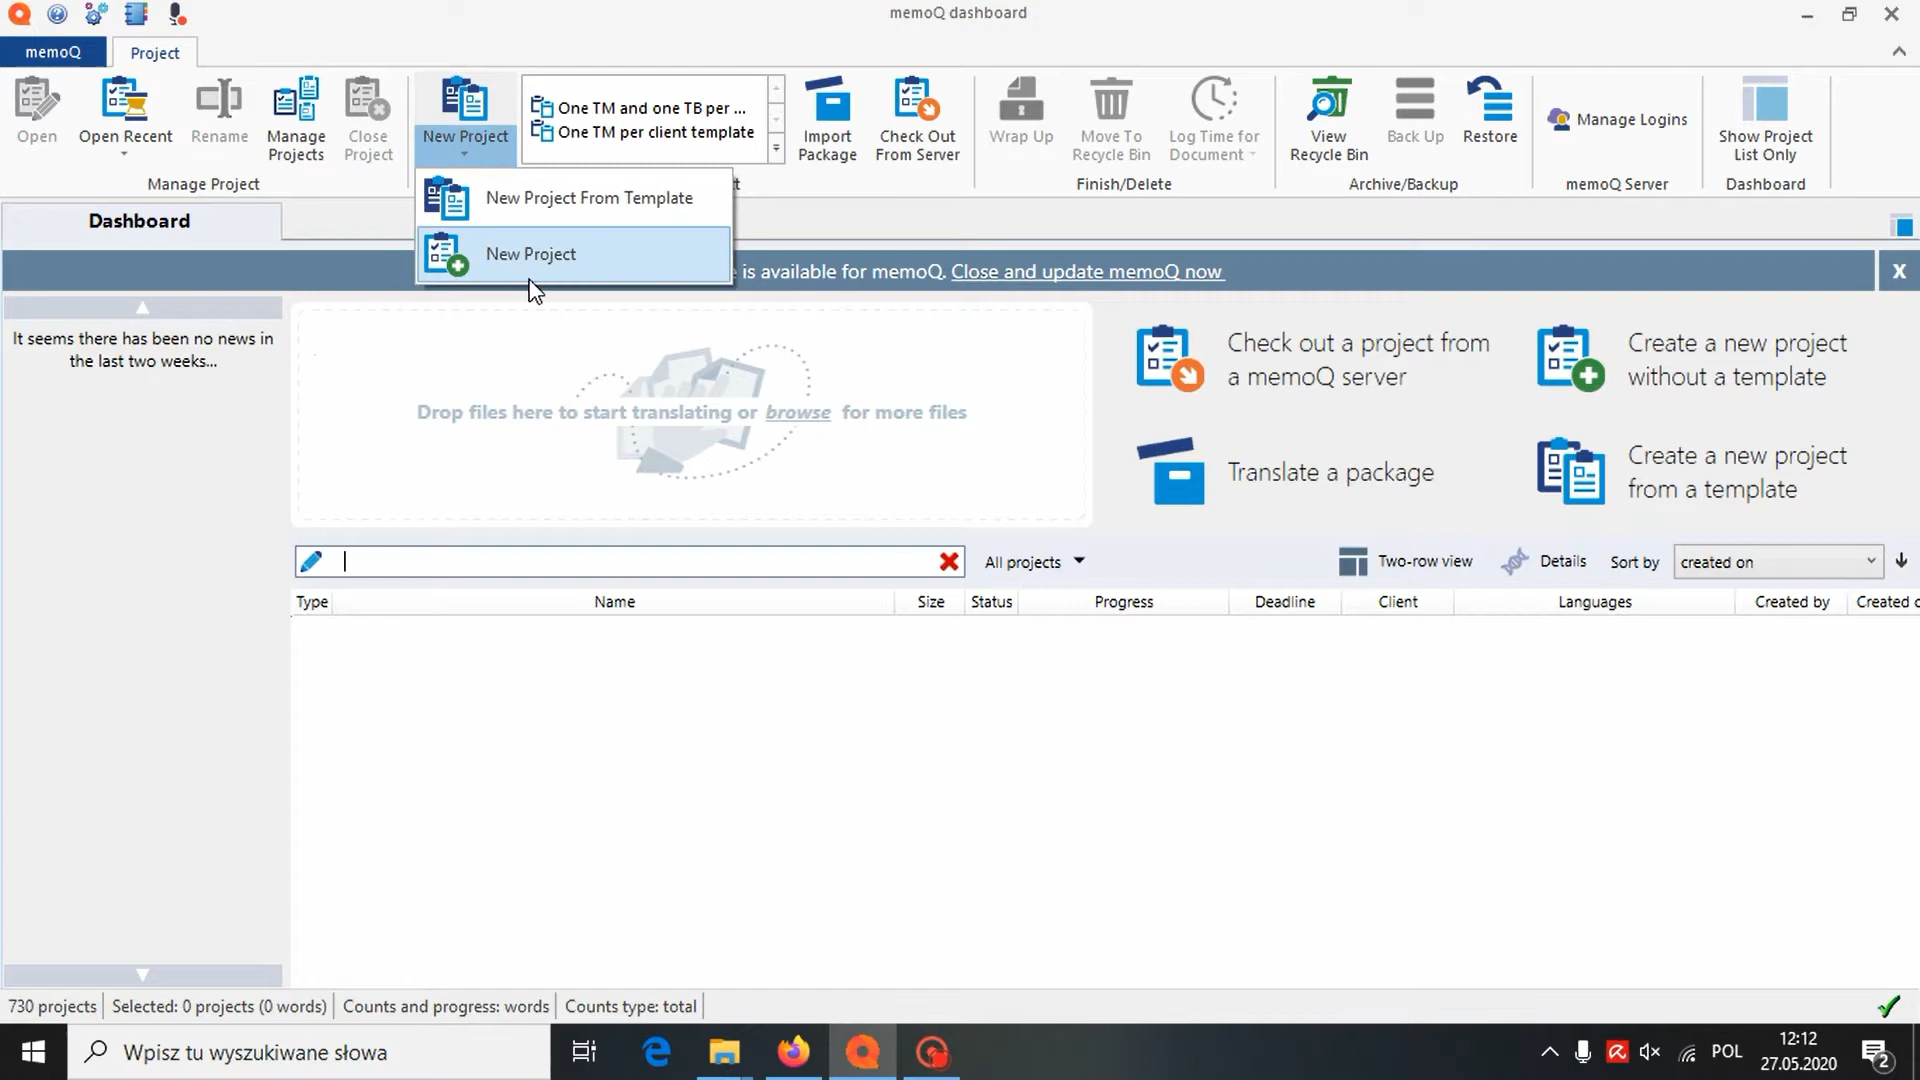 memoQ dashboard
memoQ
Project
Open
Open Recent
Rename
Manage
Projects
Close
Project
New Project
One TM and one TB per ...
One TM per client template
Import
Package
Check Out
From Server
Wrap Up
Move To
Recycle Bin
Log Time for
Document
View
Recycle Bin
Back Up
Restore
Manage Logins
Show Project
List Only
Manage Project
Finish/Delete
Archive/Backup
memoQ Server
Dashboard
New Project From Template
New Project
Dashboard
is available for memoQ. Close and update memoQ now
X
It seems there has been no news in
the last two weeks...
Drop files here to start translating or browse for more files
Check out a project from
a memoQ server
Create a new project
without a template
Translate a package
Create a new project
from a template
All projects
Two-row view
Details
Sort by
created on
Type
Name
Size
Status
Progress
Deadline
Client
Languages
Created by
Created
730 projects
Selected: 0 projects (0 words)
Counts and progress: words
Counts type: total
Wpisz tu wyszukiwane słowa
POL
12:12
27.05.2020
2